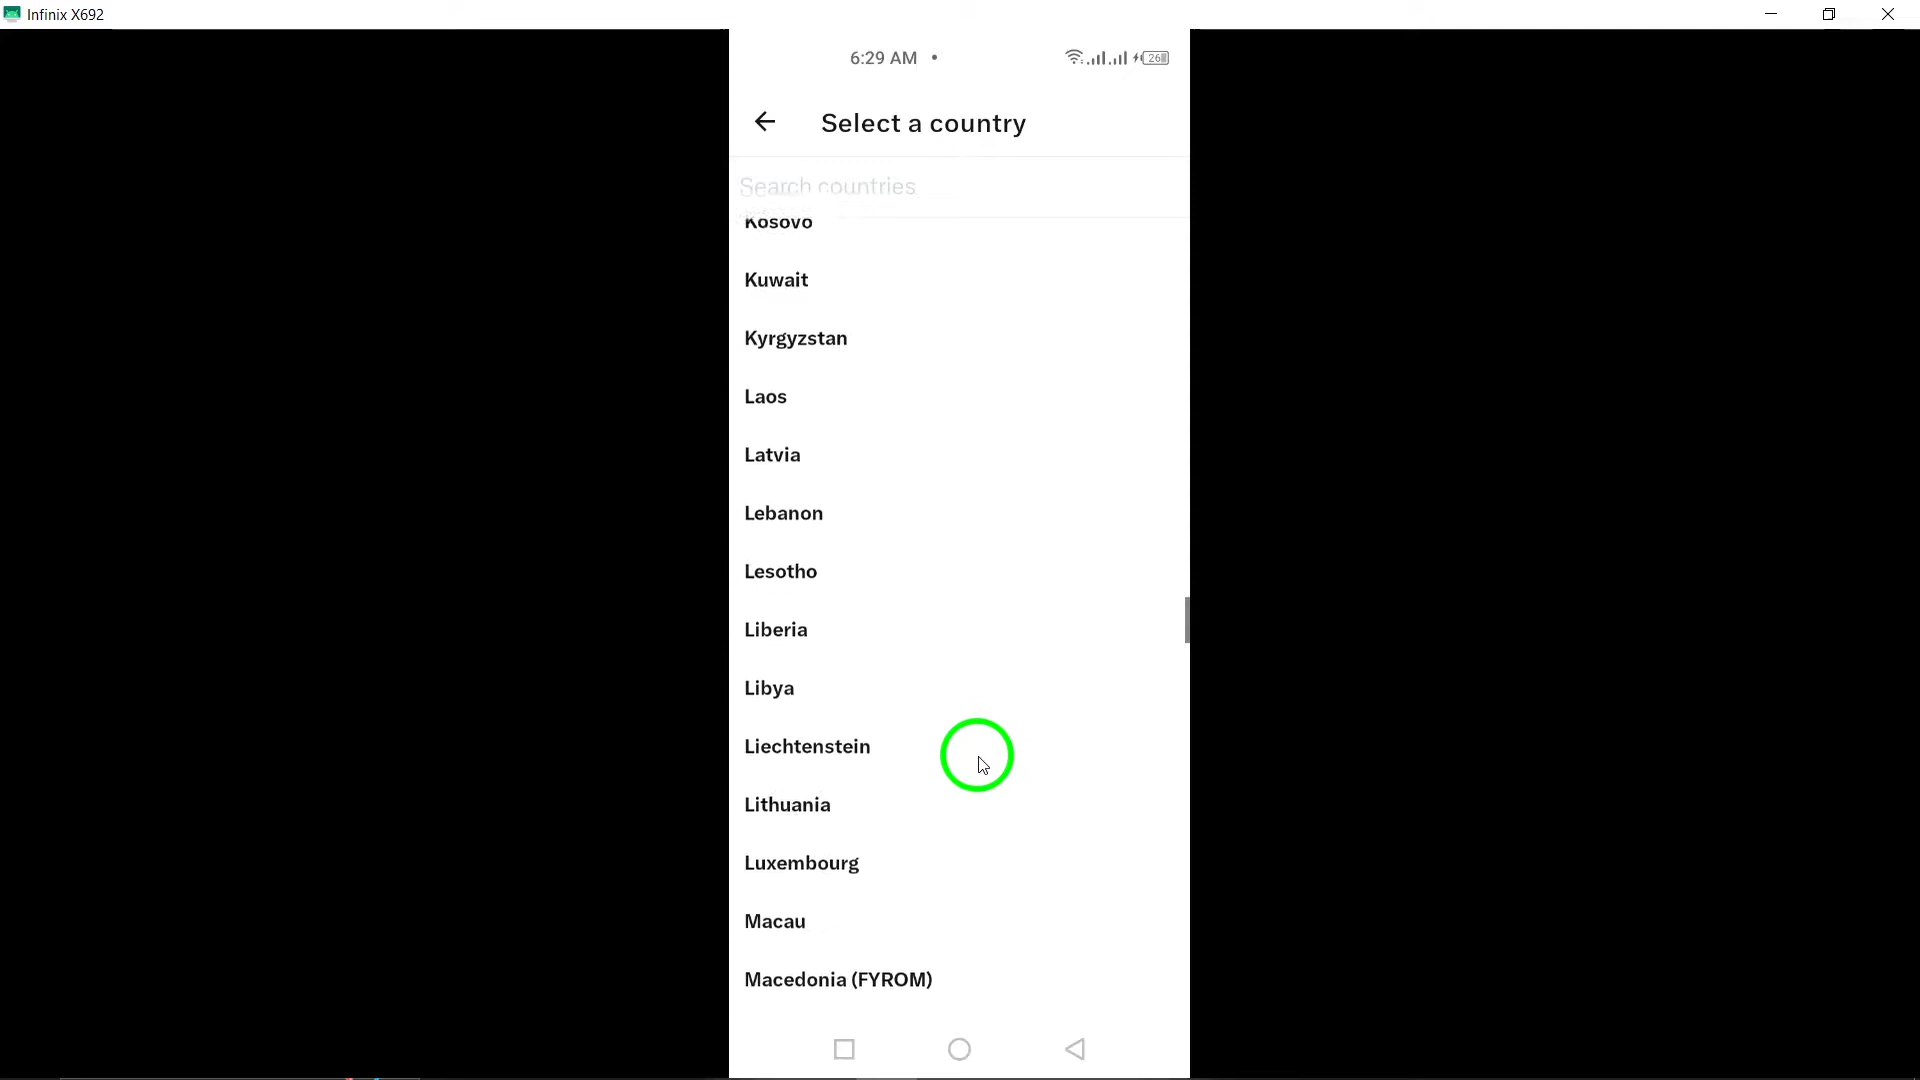 Infinix X692
6:29 AM
26
Select a country
Search countries
Kosovo
Kuwait
Kyrgyzstan
Laos
Latvia
Lebanon
Lesotho
Liberia
Libya
Liechtenstein
Lithuania
Luxembourg
Macau
Macedonia (FYROM)